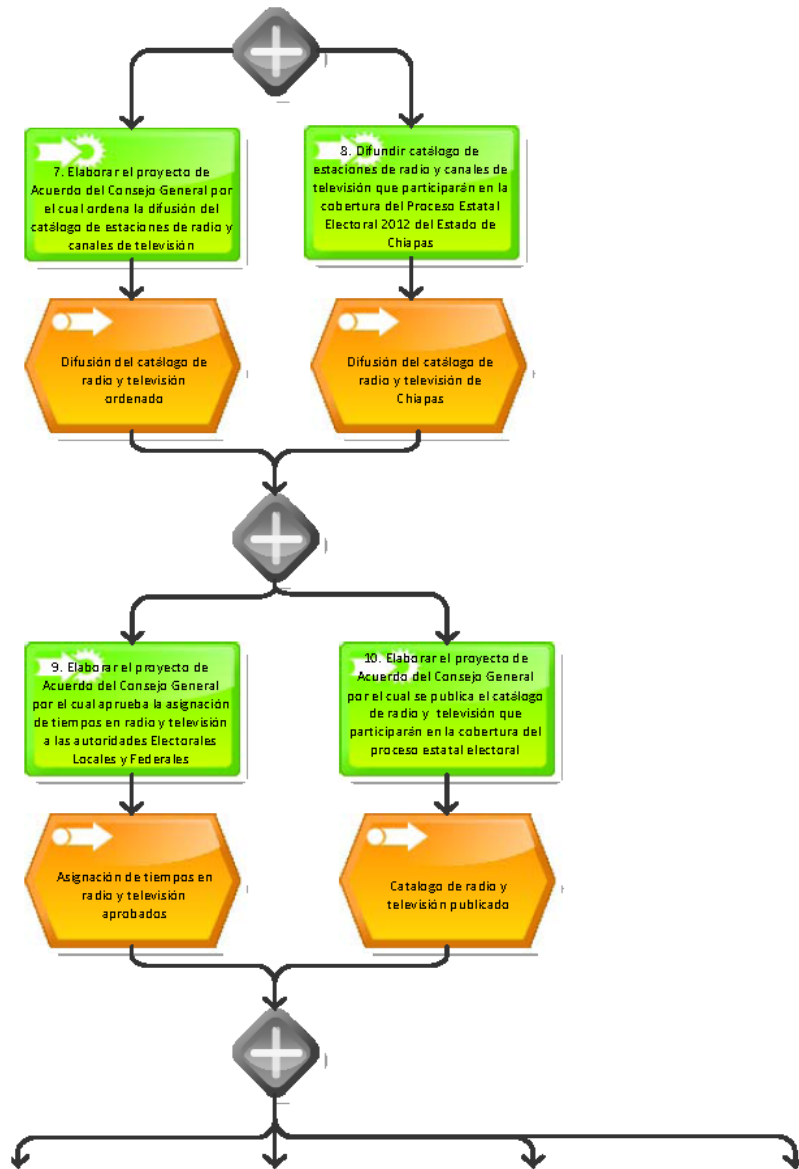 7. Elaborar el proyecto de
Acuerdo del Consejo General por
el cual ordena la difusión del
catálogo de estaciones de radio y
canales de televisión
8. Difundir catálogo de
estaciones de radio y canales de
televisión que participarán en la
cobertura del Proceso Estatal
Electoral 2012 del Estado de
Chiapas
Difusión del catálogo de
radio y televisión
ordenado
Difusión del catálogo de
radio y televisión de
Chiapas
9. Elaborar el proyecto de
Acuerdo del Consejo General
por el cual aprueba la asignación
de tiempos en radio y televisión
a las autoridades Electorales
Locales y Federales
10. Elaborar el proyecto de
Acuerdo del Consejo General
por el cual se publica el catálogo
de radio y televisión que
participarán en la cobertura del
proceso estatal electoral
Asignación de tiempos en
radio y televisión
aprobados
Catalogo de radio y
televisión publicado